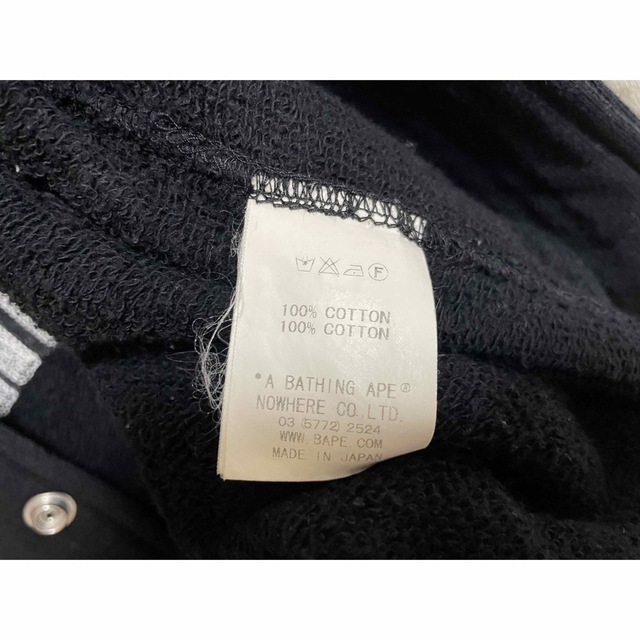 F
100% COTTON
100% COTTON
*A BATHING APE®
NOWHERE CO.LTD.
03 (5772) 2524
WWW.BAPE.COM
MADE IN JAPAN